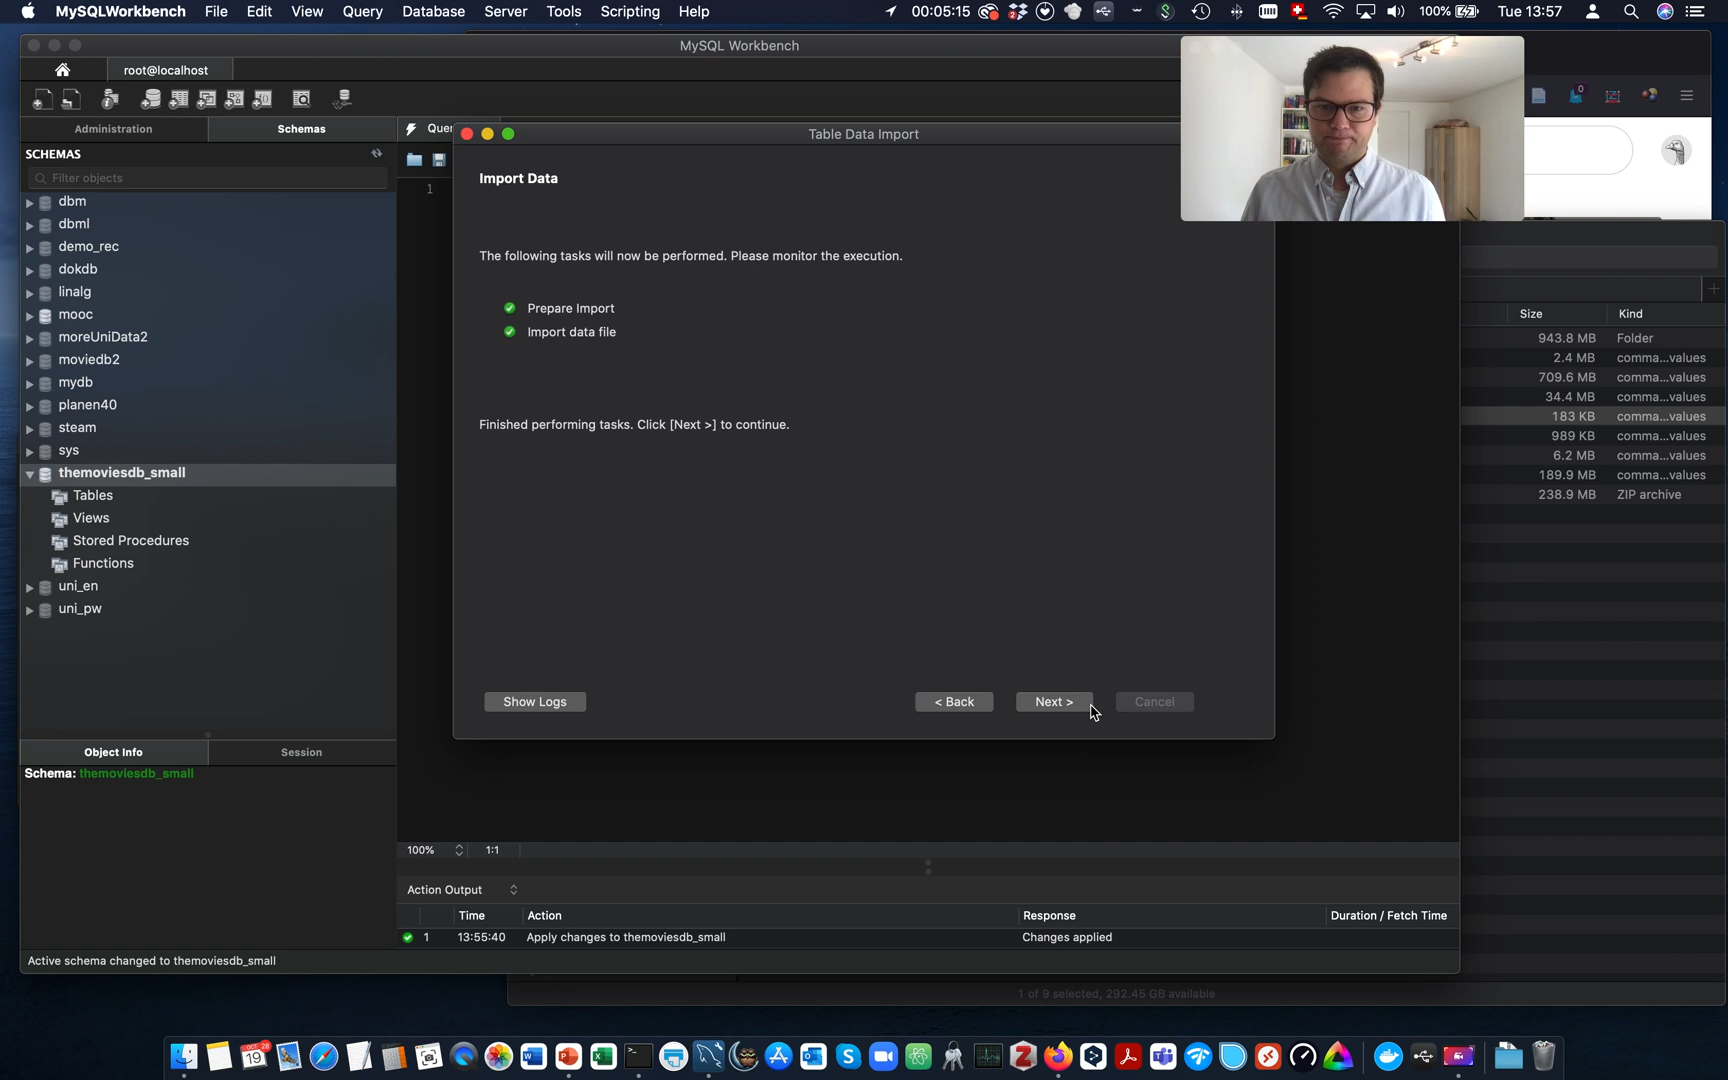 MySQLWorkbench File Edit View Query Database Server Tools Scripting Help 00:05:15 2 100% Tue 13:57
MySQL Workbench
root@localhost
Administration Schemas
SCHEMAS
Filter objects
dbm
dbml
demo_rec
dokdb
linalg
mooc
moreUniData2
moviedb2
mydb
planen40
steam
sys
themoviesdb_small
Tables
Views
Stored Procedures
Functions
uni_en
uni_pw
Object Info Session
Schema: themoviesdb_small
Active schema changed to themoviesdb_small
Quer
1
Table Data Import
Import Data
The following tasks will now be performed. Please monitor the execution.
Prepare Import
Import data file
Finished performing tasks. Click [Next >] to continue.
Show Logs < Back Next > Cancel
100% 1:1
Action Output
Time Action Response Duration / Fetch Time
1 13:55:40 Apply changes to themoviesdb_small Changes applied
0
Size Kind
943.8 MB Folder
2.4 MB comma...values
709.6 MB comma...values
34.4 MB comma...values
183 KB comma...values
989 KB comma...values
6.2 MB comma...values
189.9 MB comma...values
238.9 MB ZIP archive
1 of 9 selected, 292.45 GB available